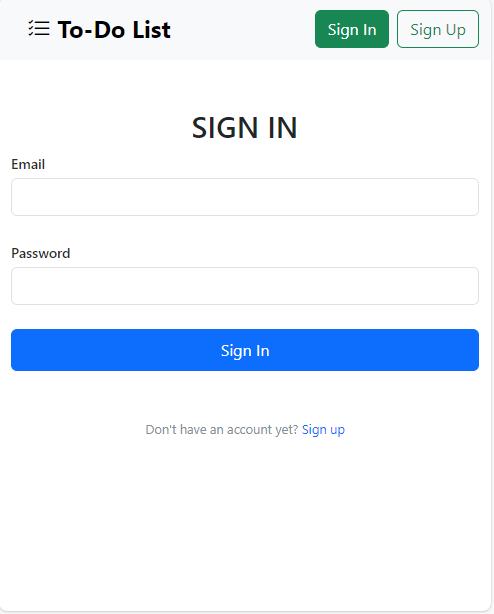 To-Do List Sign In Sign Up
SIGN IN
Email
Password
Sign In
Don't have an account yet? Sign up